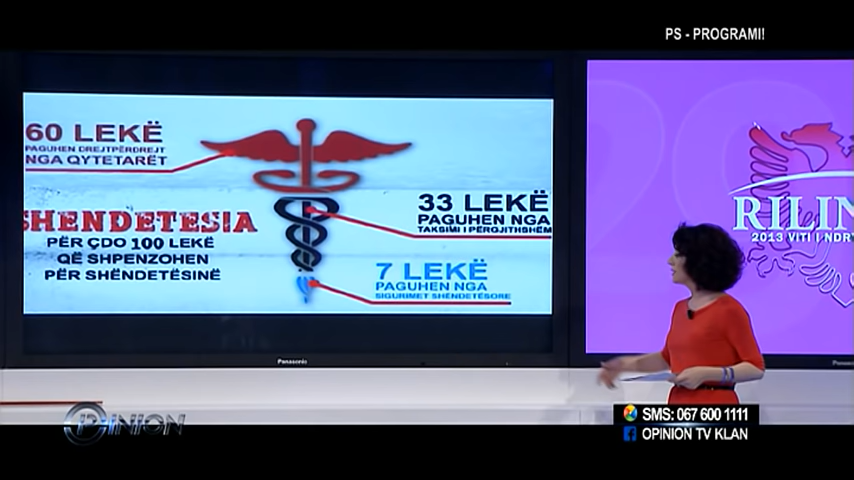 PS - PROGRAMI!
60 LEKË
PAGUHEN DREJTPËRDREJT
NGA QYTETARËT
SHENDETESIA
PËR ÇDO 100 LEKË
QË SHPENZOHEN
PËR SHËNDETËSINË
33 LEKË
PAGUHEN NGA
TAKSIMI I PËRGJITHSHËM
7 LEKË
PAGUHEN NGA
SIGURIMET SHËNDETËSORE
RILIN
2013 VITI I NDRY
Panasonic
OPINION
SMS: 067 600 1111
OPINION TV KLAN